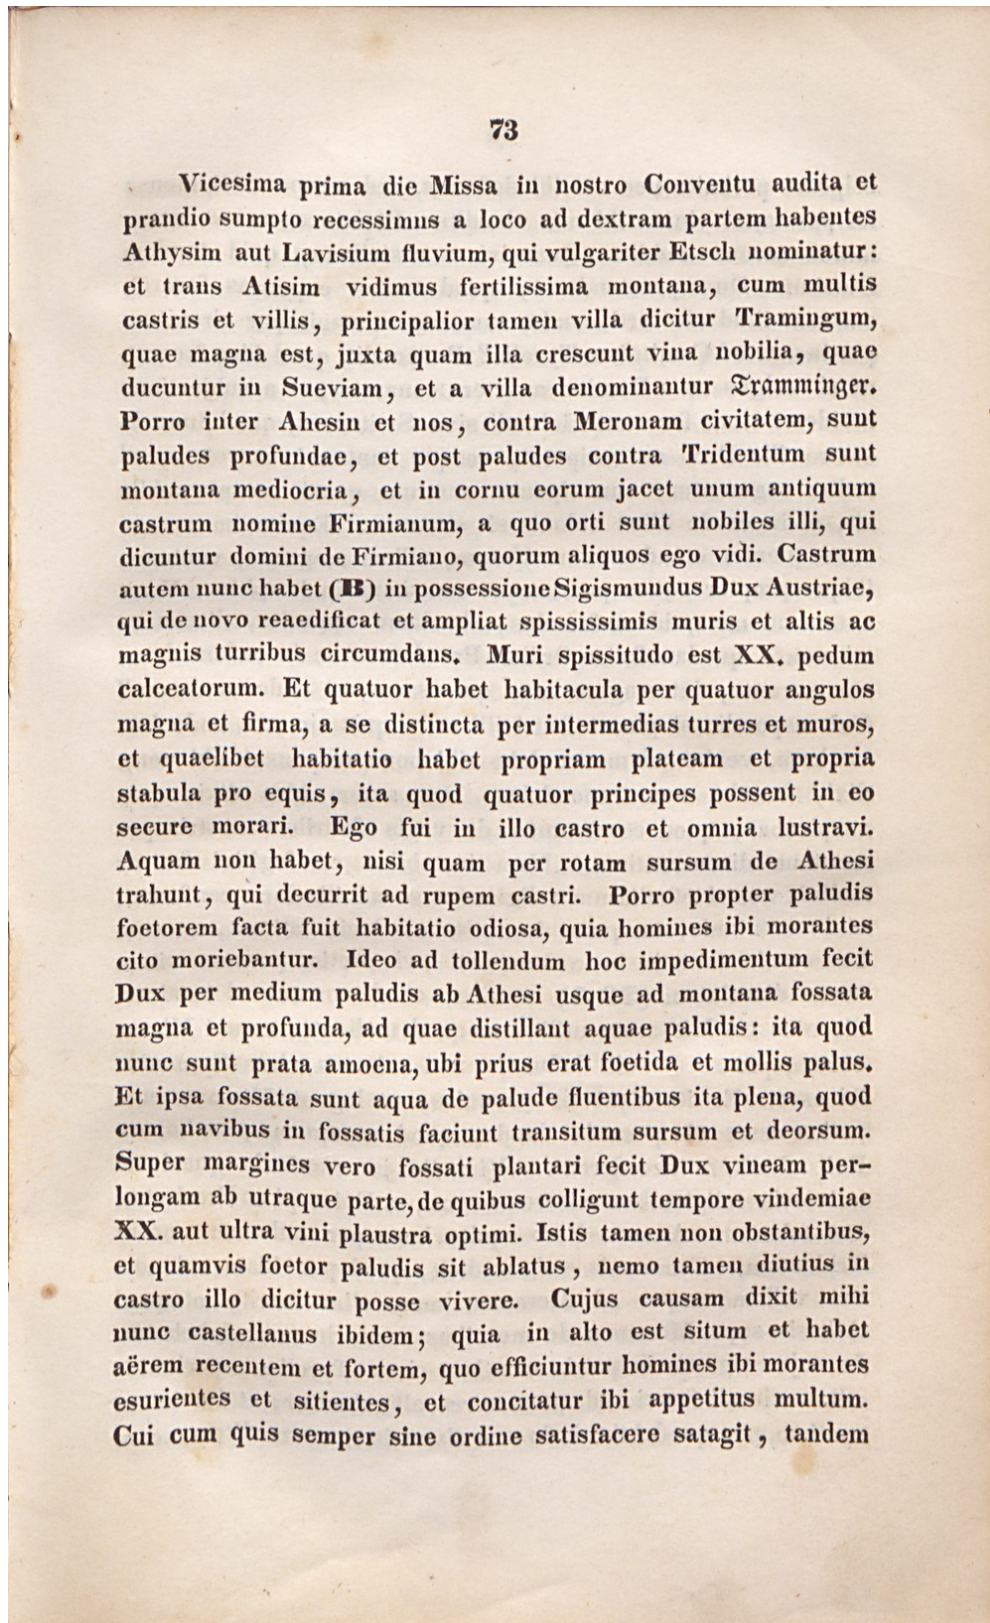 73
Vicesima prima die Missa in nostro Conventu audita et
prandio sumpto recessimus a loco ad dextram partem habentes
Athysim aut Lavisium fluvium, qui vulgariter Etsch nominatur:
et trans Atisim vidimus fertilissima montana, cum multis
castris et villis, principalior tamen villa dicitur Tramingum,
quae magna est, juxta quam illa crescunt vina nobilia, quae
ducuntur in Sueviam, et a villa denominantur Tramminger.
Porro inter Ahesin et nos, contra Meronam civitatem, sunt
paludes profundae, et post paludes contra Tridentum sunt
montana mediocria, et in cornu eorum jacet unum antiquum
castrum nomine Firmianum, a quo orti sunt nobiles illi, qui
dicuntur domini de Firmiano, quorum aliquos ego vidi. Castrum
autem nunc habet (B) in possessione Sigismundus Dux Austriae,
qui de novo reaedificat et ampliat spississimis muris et altis ac
magnis turribus circumdans. Muri spissitudo est XX. pedum
calceatorum. Et quatuor habet habitacula per quatuor angulos
magna et firma, a se distincta per intermedias turres et muros,
et quaelibet habitatio habet propriam plateam et propria
stabula pro equis, ita quod quatuor principes possent in eo
secure morari. Ego fui in illo castro et omnia lustravi.
Aquam non habet, nisi quam per rotam sursum de Athesi
trahunt, qui decurrit ad rupem castri. Porro propter paludis
foetorem facta fuit habitatio odiosa, quia homines ibi morantes
cito moriebantur. Ideo ad tollendum hoc impedimentum fecit
Dux per medium paludis ab Athesi usque ad montana fossata
magna et profunda, ad quae distillant aquae paludis: ita quod
nunc sunt prata amoena, ubi prius erat foetida et mollis palus.
Et ipsa fossata sunt aqua de palude fluentibus ita plena, quod
cum navibus in fossatis faciunt transitum sursum et deorsum.
Super margines vero fossati plantari fecit Dux vineam per-
longam ab utraque parte, de quibus colligunt tempore vindemiae
XX. aut ultra vini plaustra optimi. Istis tamen non obstantibus,
et quamvis foetor paludis sit ablatus, nemo tamen diutius in
castro illo dicitur posse vivere. Cujus causam dixit mihi
nunc castellanus ibidem; quia in alto est situm et habet
aërem recentem et fortem, quo efficiuntur homines ibi morantes
esurientes et sitientes, et concitatur ibi appetitus multum.
Cui cum quis semper sine ordine satisfacere satagit, tandem